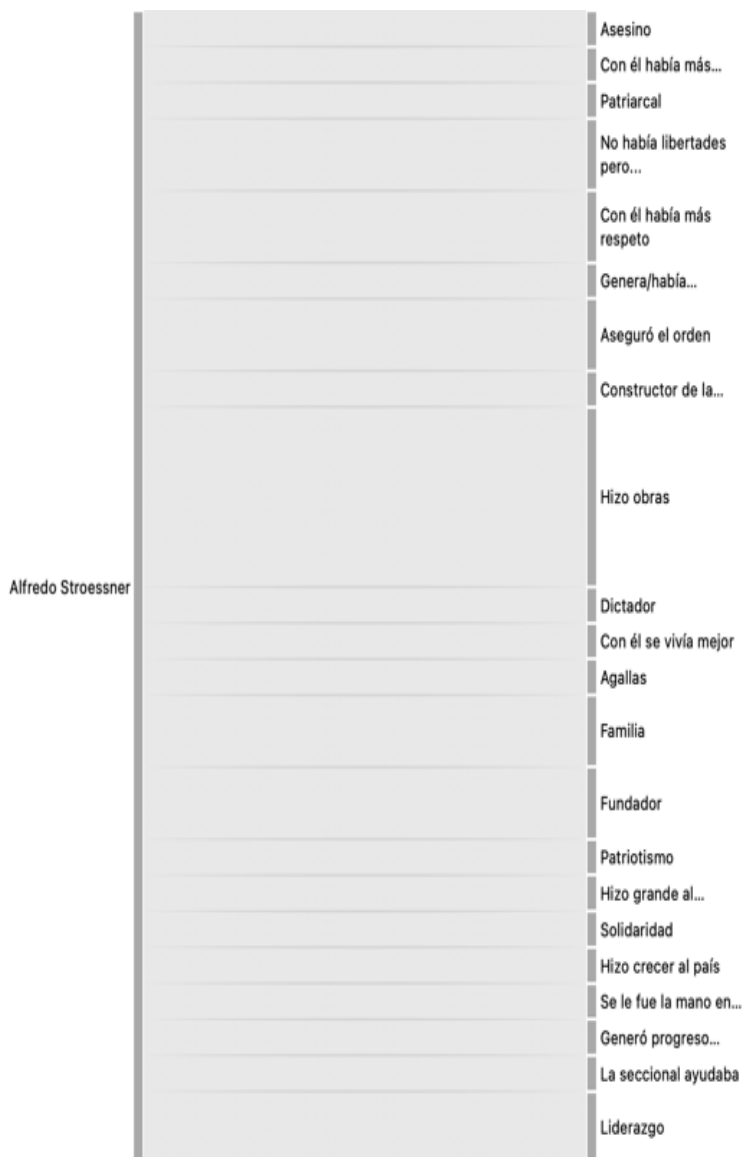 Asesino
Con él había más...
Patriarcal
No había libertades
pero...
Con él había más
respeto
Genera/había...
Aseguró el orden
Constructor de la...
Hizo obras
Alfredo Stroessner
Dictador
Con él se vivía mejor
Agallas
Familia
Fundador
Patriotismo
Hizo grande al...
Solidaridad
Hizo crecer al país
Se le fue la mano en...
Generó progreso...
La seccional ayudaba
Liderazgo